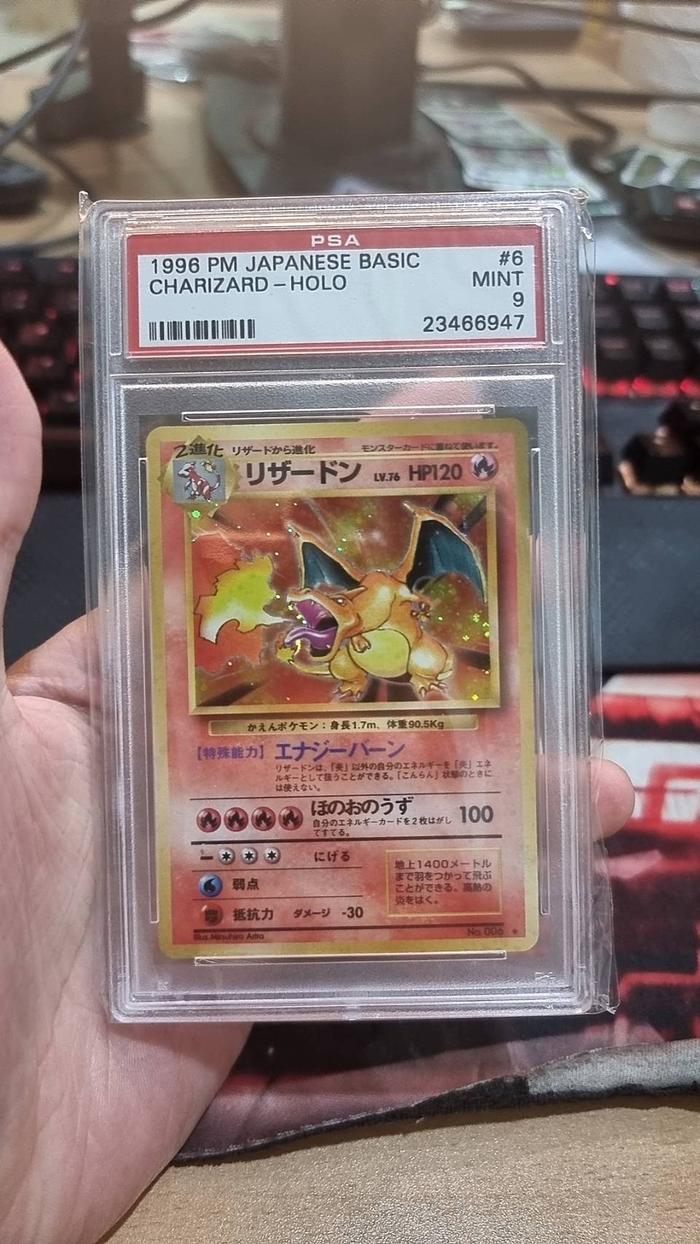 PSA
1996 PM JAPANESE BASIC #6
CHARIZARD - HOLO MINT
9
23466947
2進化 リザードから進化 モンスターカードに重ねて使います。
リザードン LV.76 HP120
かえんポケモン：身長1.7m、体重90.5Kg
【特殊能力】エナジーバーン
リザードンは、「炎」以外の自分のエネルギーを「炎」エネ
ルギーとして扱うことができる。「こんらん」状態のときに
は使えない。
ほのおのうず 100
自分のエネルギーカードを2枚はがし
てすてる。
にげる
弱点
抵抗力 ダメージ -30
地上1400メートル
まで羽をつかって飛ぶ
ことができる。高熱の
炎をはく。
Illus.Mitsuhiro Arita No.006 ★